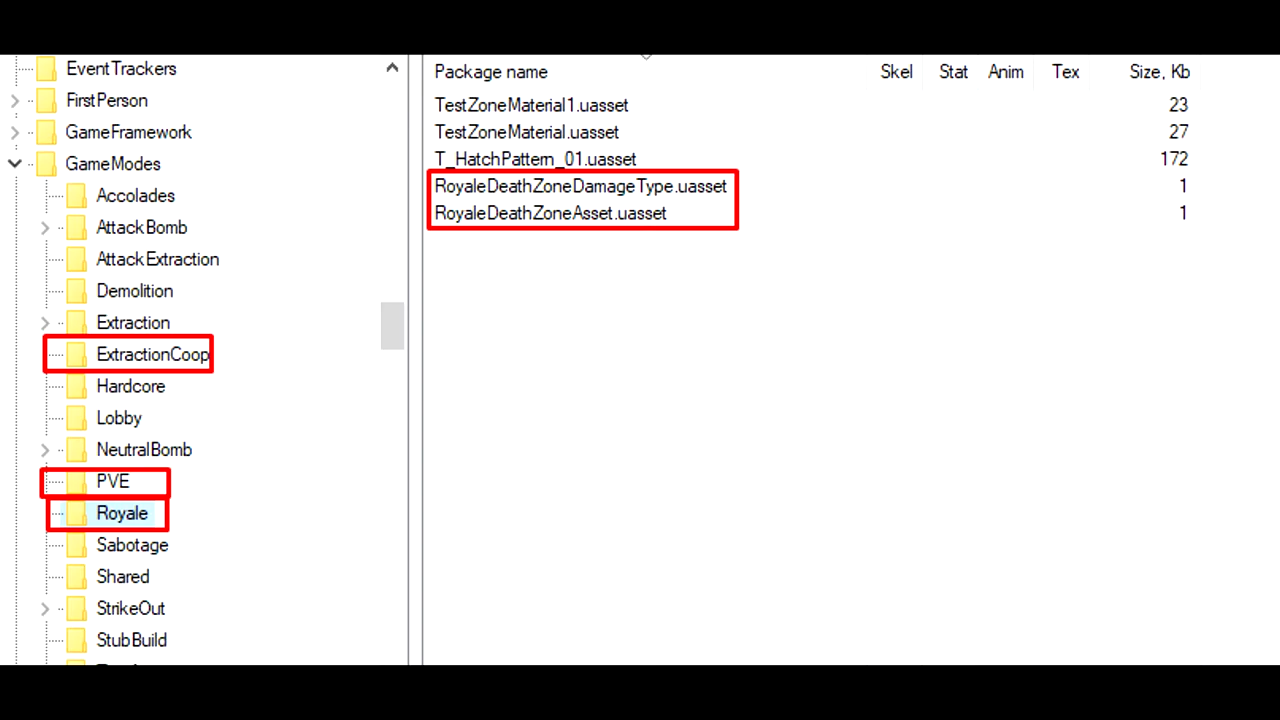 EventTrackers
FirstPerson
GameFramework
GameModes
Accolades
AttackBomb
AttackExtraction
Demolition
Extraction
ExtractionCoop
Hardcore
Lobby
NeutralBomb
PVE
Royale
Sabotage
Shared
StrikeOut
StubBuild
Package name Skel Stat Anim Tex Size, Kb
TestZoneMaterial1.uasset 23
TestZoneMaterial.uasset 27
T_HatchPattern_01.uasset 172
RoyaleDeathZoneDamageType.uasset 1
RoyaleDeathZoneAsset.uasset 1